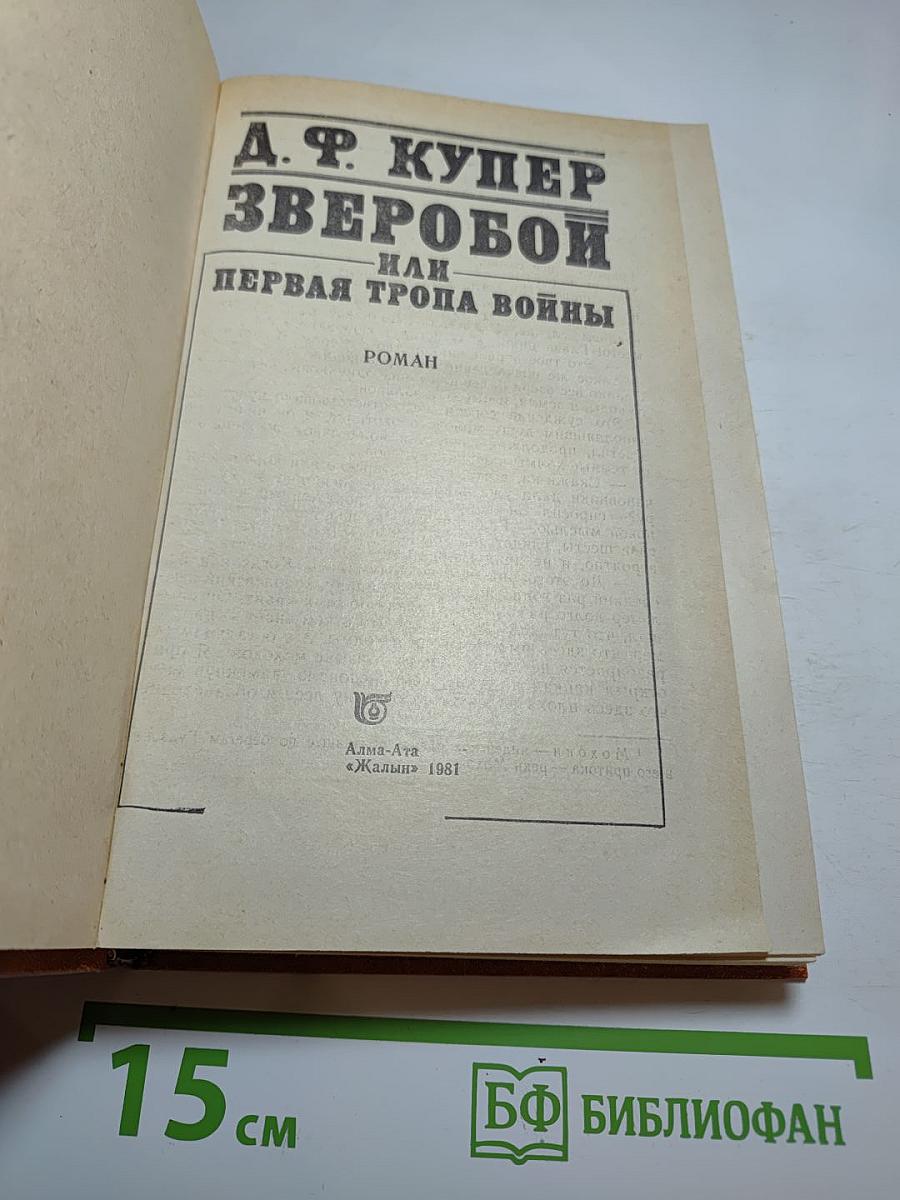 Д. Ф. КУПЕР
ЗВЕРОБОЙ
ИЛИ
ПЕРВАЯ ТРОПА ВОЙНЫ
РОМАН
Алма-Ата
«Жалын» 1981
15 см
БФ БИБЛИОФАН